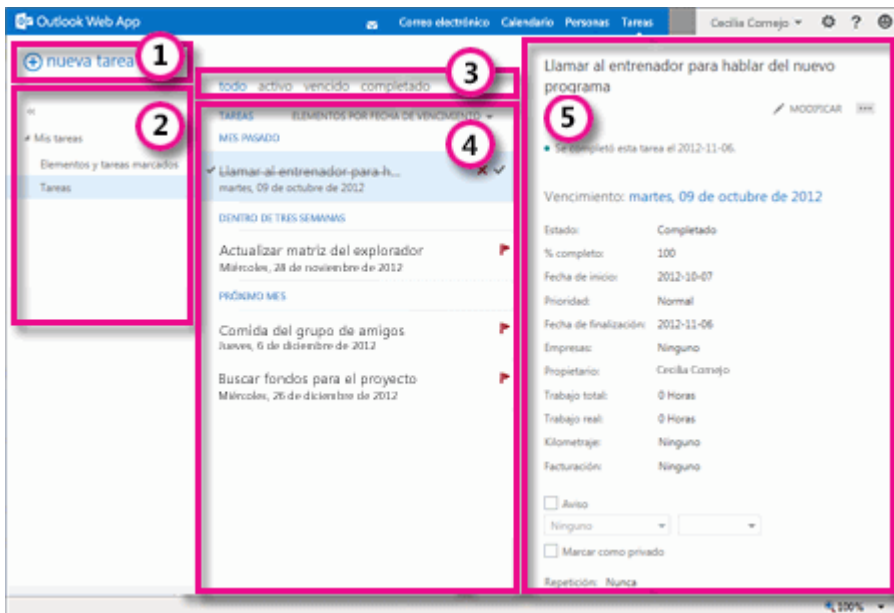 Outlook Web App
Correo electrónico Calendario Personas Tareas Cecilia Cornejo ?
nueva tarea
1
2
«
Mis tareas
Elementos y tareas marcados
Tareas
3
todo activo vencido completado
4
TAREAS ELEMENTOS POR FECHA DE VENCIMIENTO
MES PASADO
Llamar al entrenador para h...
martes, 09 de octubre de 2012
DENTRO DE TRES SEMANAS
Actualizar matriz del explorador
Miércoles, 28 de noviembre de 2012
PRÓXIMO MES
Comida del grupo de amigos
Jueves, 6 de diciembre de 2012
Buscar fondos para el proyecto
Miércoles, 26 de diciembre de 2012
5
Llamar al entrenador para hablar del nuevo
programa
MODIFICAR ...
Se completó esta tarea el 2012-11-06.
Vencimiento: martes, 09 de octubre de 2012
Estado: Completado
% completo: 100
Fecha de inicio: 2012-10-07
Prioridad: Normal
Fecha de finalización: 2012-11-06
Empresas: Ninguno
Propietario: Cecilia Cornejo
Trabajo total: 0 Horas
Trabajo real: 0 Horas
Kilometraje: Ninguno
Facturación: Ninguno
Aviso
Ninguno
Marcar como privado
Repetición: Nunca
100%